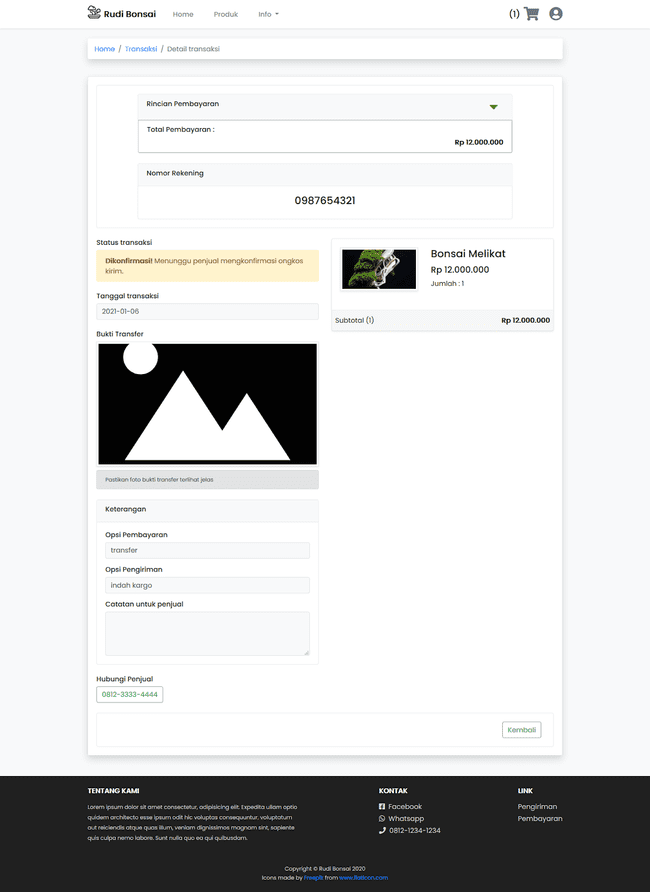 Rudi Bonsai
Home
Produk
Info
(1)
Home / Transaksi / Detail transaksi
Rincian Pembayaran
Total Pembayaran :
Rp 12.000.000
Nomor Rekening
0987654321
Status transaksi
Dikonfirmasi! Menunggu penjual mengkonfirmasi ongkos
kirim.
Tanggal transaksi
2021-01-06
Bukti Transfer
Pastikan foto bukti transfer terlihat jelas
Keterangan
Opsi Pembayaran
transfer
Opsi Pengiriman
indah kargo
Catatan untuk penjual
Hubungi Penjual
0812-3333-4444
Bonsai Melikat
Rp 12.000.000
Jumlah : 1
Subtotal (1)
Rp 12.000.000
Kembali
TENTANG KAMI
Lorem ipsum dolor sit amet consectetur, adipisicing elit. Expedita ullam optio
quidem architecto esse ipsum odit hic voluptas consequuntur, voluptatum
aut reiciendis atque quas illum, veniam dignissimos magnam sint, sapiente
quis culpa nemo labore. Sunt nulla quo ea qui quibusdam.
KONTAK
Facebook
Whatsapp
0812-1234-1234
LINK
Pengiriman
Pembayaran
Copyright © Rudi Bonsai 2020
Icons made by Freepik from www.flaticon.com